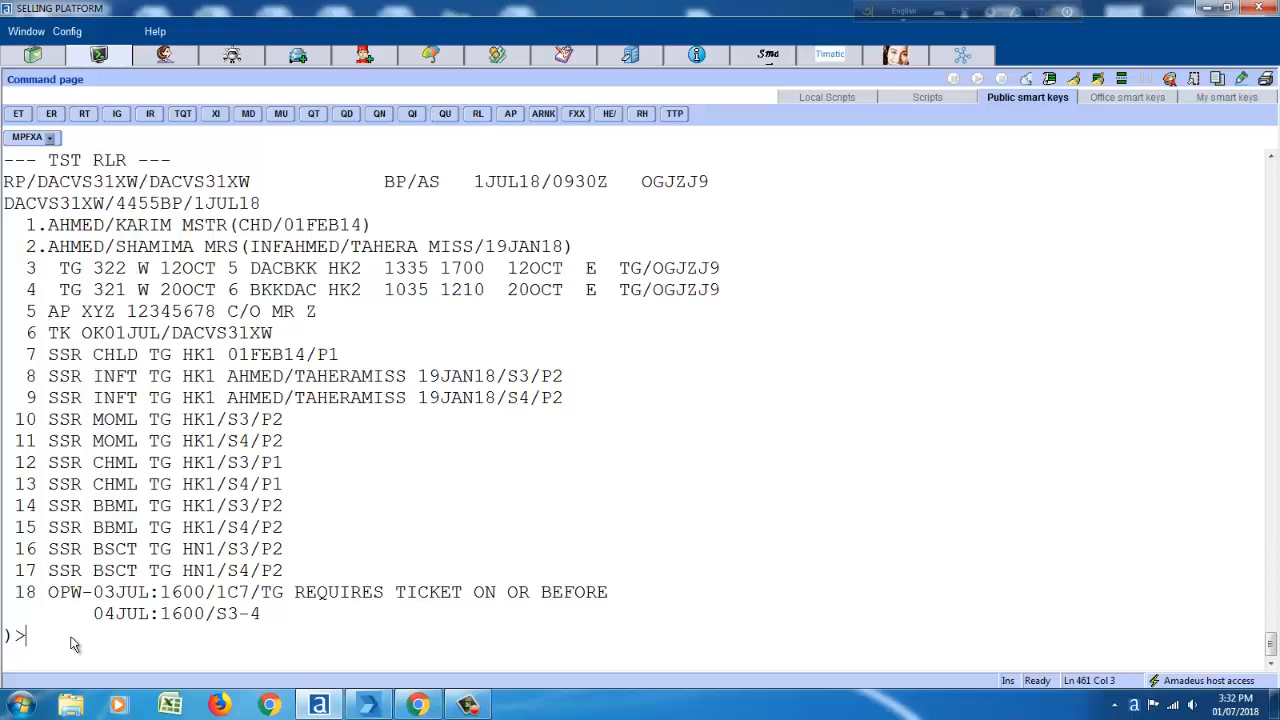 SELLING PLATFORM
English
Window Config Help
Sma
Timatic
Command page
Local Scripts Scripts Public smart keys Office smart keys My smart keys
ET ER RT IG IR TQT XI MD MU QT QD QN QI QU RL AP ARNK FXX HE/ RH TTP
MPFXA
--- TST RLR ---
RP/DACVS31XW/DACVS31XW BP/AS 1JUL18/0930Z OGJZJ9
DACVS31XW/4455BP/1JUL18
1.AHMED/KARIM MSTR(CHD/01FEB14)
2.AHMED/SHAMIMA MRS(INFAHMED/TAHERA MISS/19JAN18)
3 TG 322 W 12OCT 5 DACBKK HK2 1335 1700 12OCT E TG/OGJZJ9
4 TG 321 W 20OCT 6 BKKDAC HK2 1035 1210 20OCT E TG/OGJZJ9
5 AP XYZ 12345678 C/O MR Z
6 TK OK01JUL/DACVS31XW
7 SSR CHLD TG HK1 01FEB14/P1
8 SSR INFT TG HK1 AHMED/TAHERAMISS 19JAN18/S3/P2
9 SSR INFT TG HK1 AHMED/TAHERAMISS 19JAN18/S4/P2
10 SSR MOML TG HK1/S3/P2
11 SSR MOML TG HK1/S4/P2
12 SSR CHML TG HK1/S3/P1
13 SSR CHML TG HK1/S4/P1
14 SSR BBML TG HK1/S3/P2
15 SSR BBML TG HK1/S4/P2
16 SSR BSCT TG HN1/S3/P2
17 SSR BSCT TG HN1/S4/P2
18 OPW-03JUL:1600/1C7/TG REQUIRES TICKET ON OR BEFORE
04JUL:1600/S3-4
)>
Ins Ready Ln 461 Col 3 Amadeus host access
3:32 PM
01/07/2018